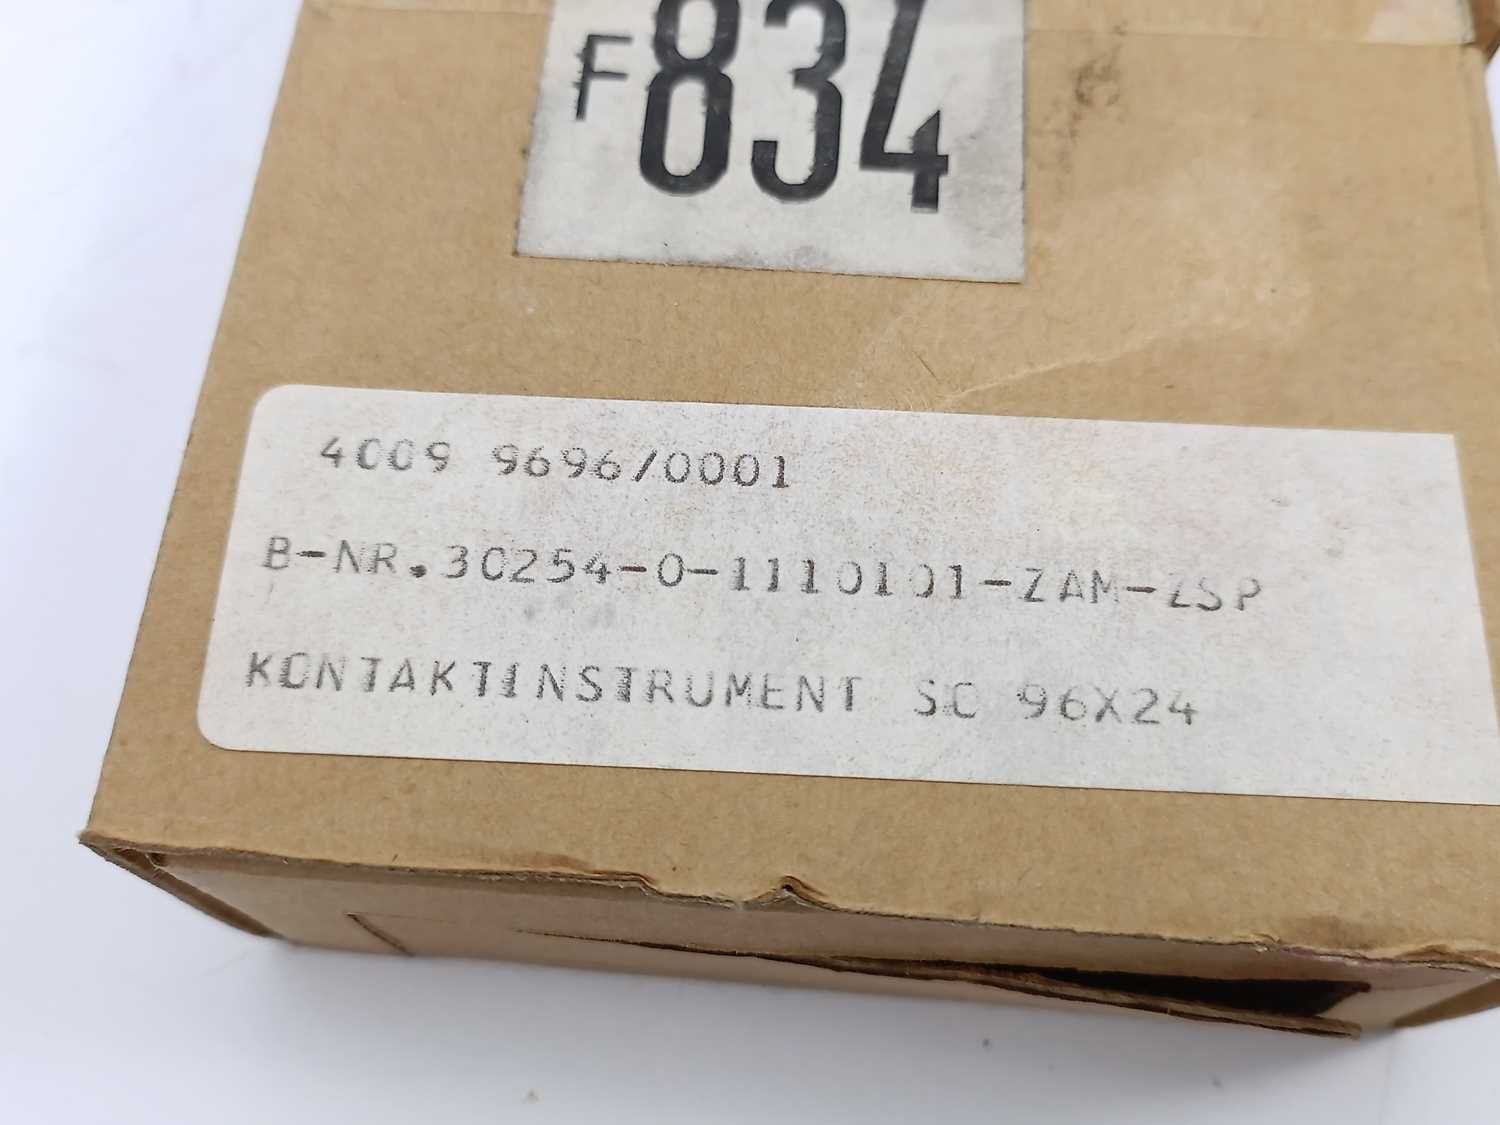 F834
4009 9696/0001
B-NR.30254-0-1110101-ZAM-ZSP
KONTAKTINSTRUMENT SC 96X24